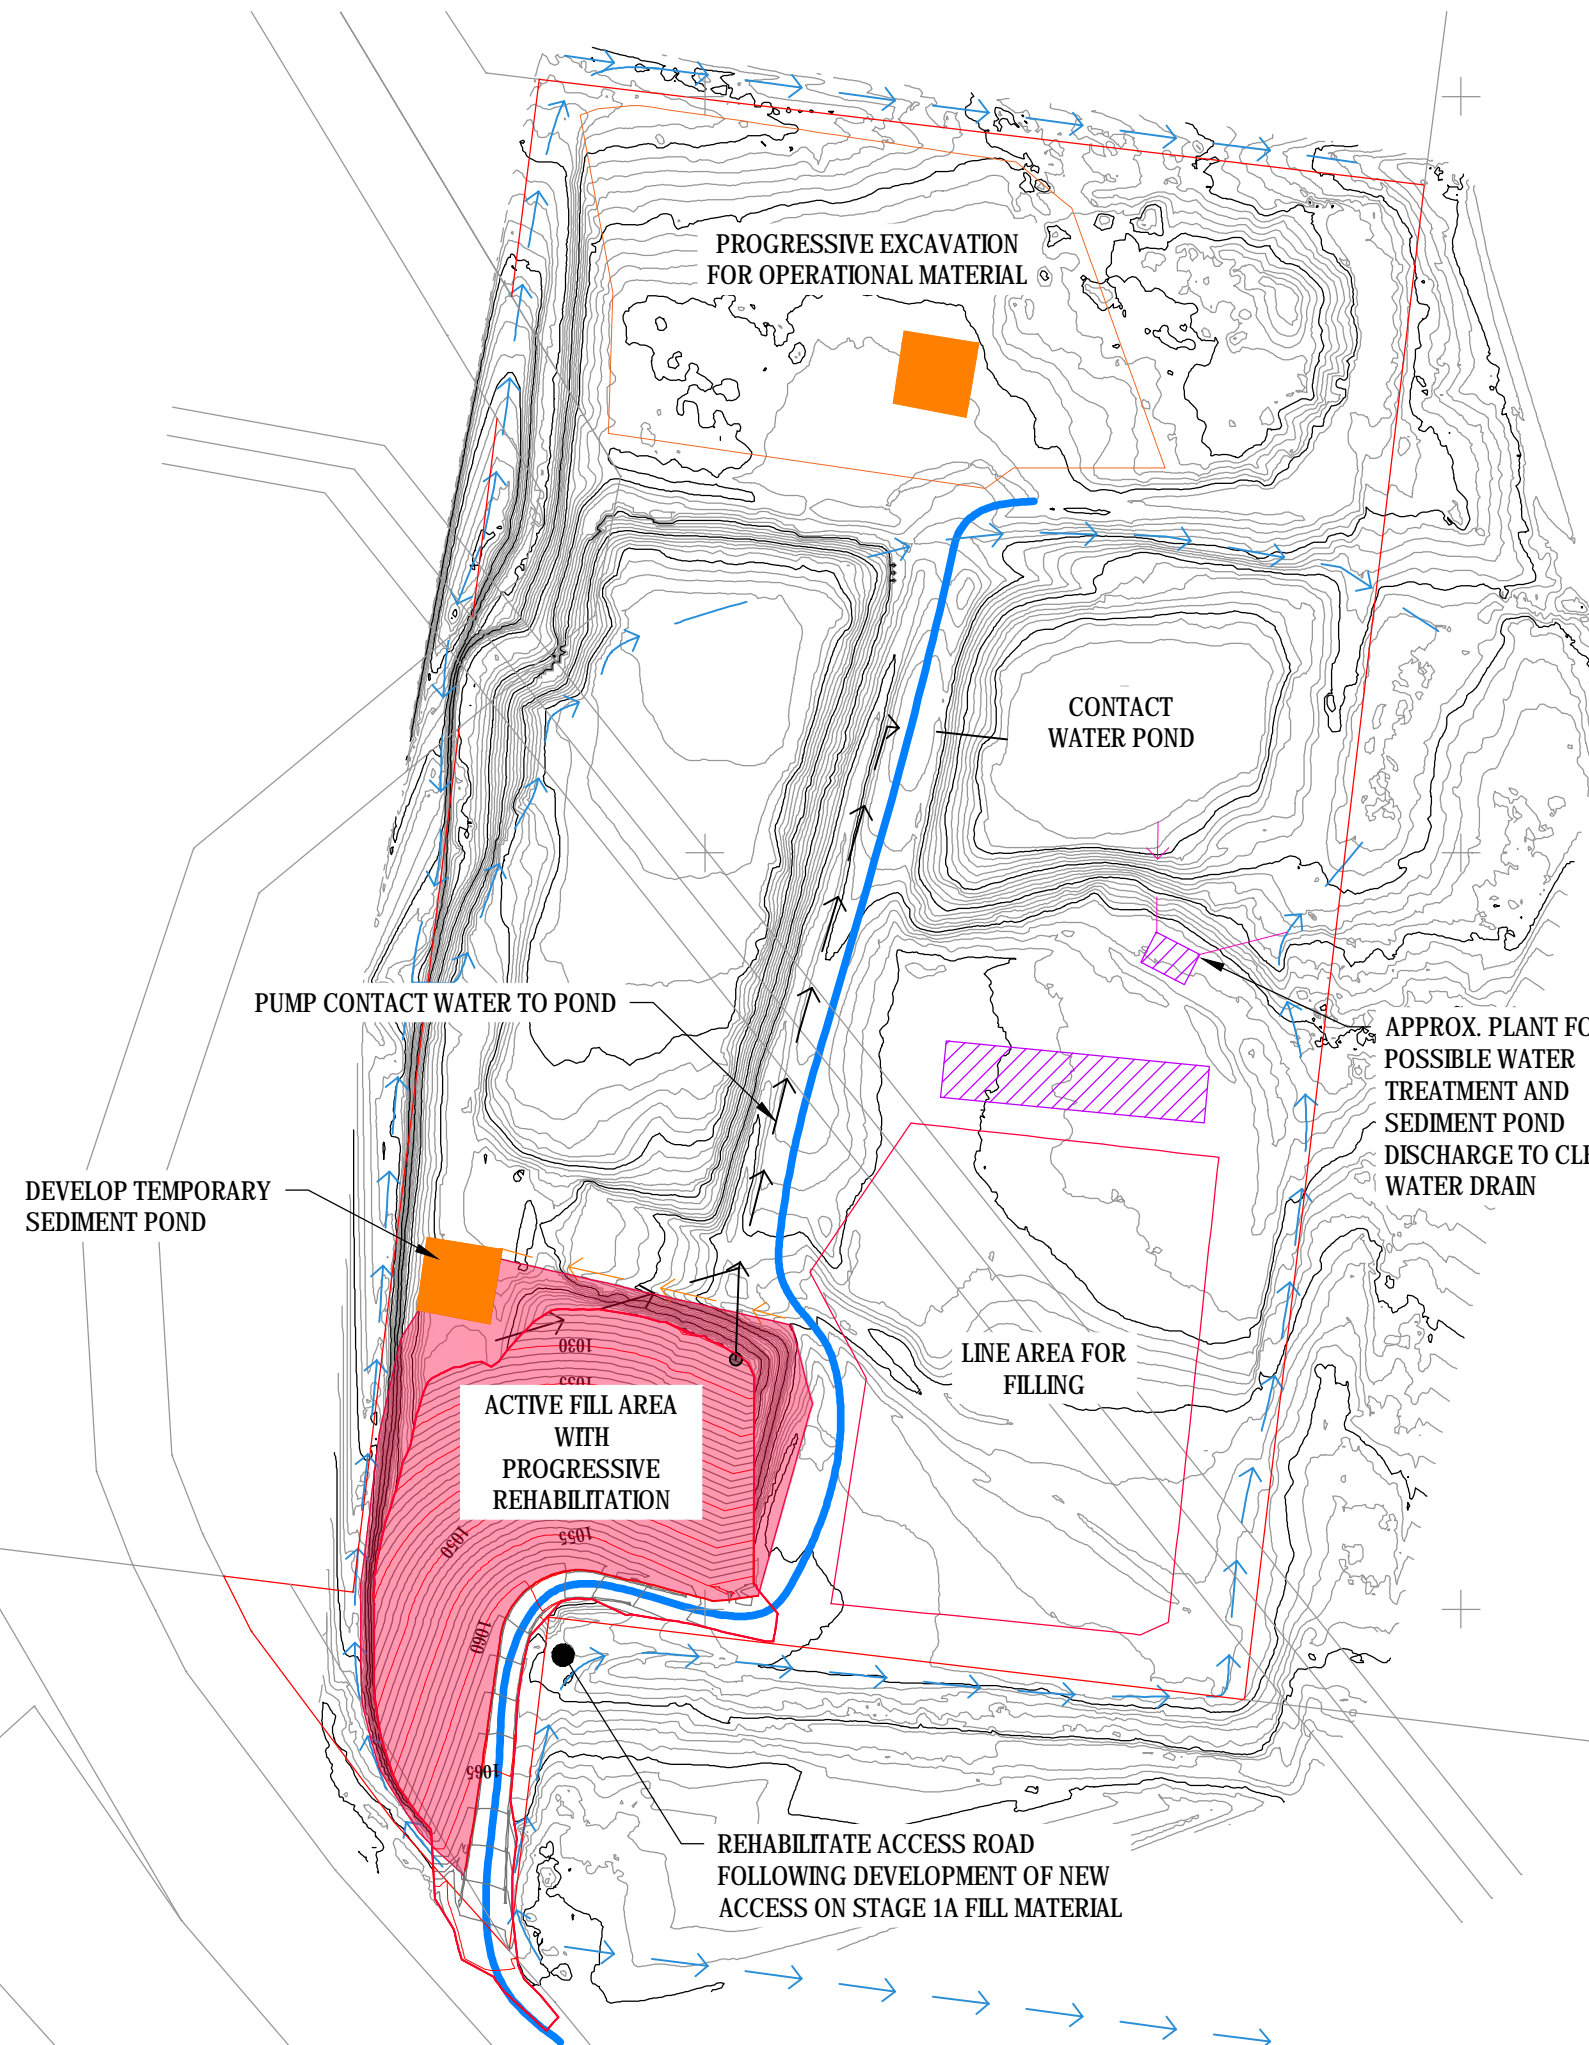 PROGRESSIVE EXCAVATION
FOR OPERATIONAL MATERIAL
CONTACT
WATER POND
PUMP CONTACT WATER TO POND
APPROX. PLANT FO
POSSIBLE WATER
TREATMENT AND
SEDIMENT POND
DISCHARGE TO CLE
WATER DRAIN
DEVELOP TEMPORARY
SEDIMENT POND
1030
LINE AREA FOR
FILLING
ACTIVE FILL AREA
WITH
PROGRESSIVE
REHABILITATION
1050
1055
1060
1065
REHABILITATE ACCESS ROAD
FOLLOWING DEVELOPMENT OF NEW
ACCESS ON STAGE 1A FILL MATERIAL